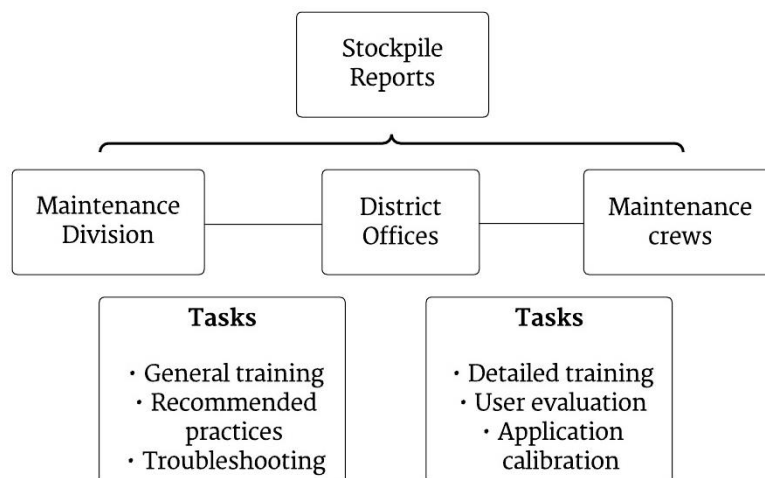 Stockpile
Reports
Maintenance
Division
District
Offices
Maintenance
crews
Tasks
• General training
• Recommended
practices
• Troubleshooting
Tasks
• Detailed training
• User evaluation
• Application
calibration